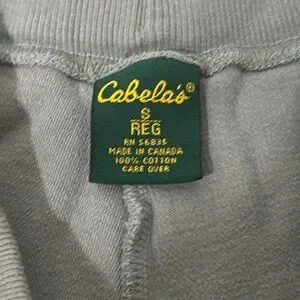 Cabela's®
S
REG
RN 56835
MADE IN CANADA
100% COTTON
CARE OVER